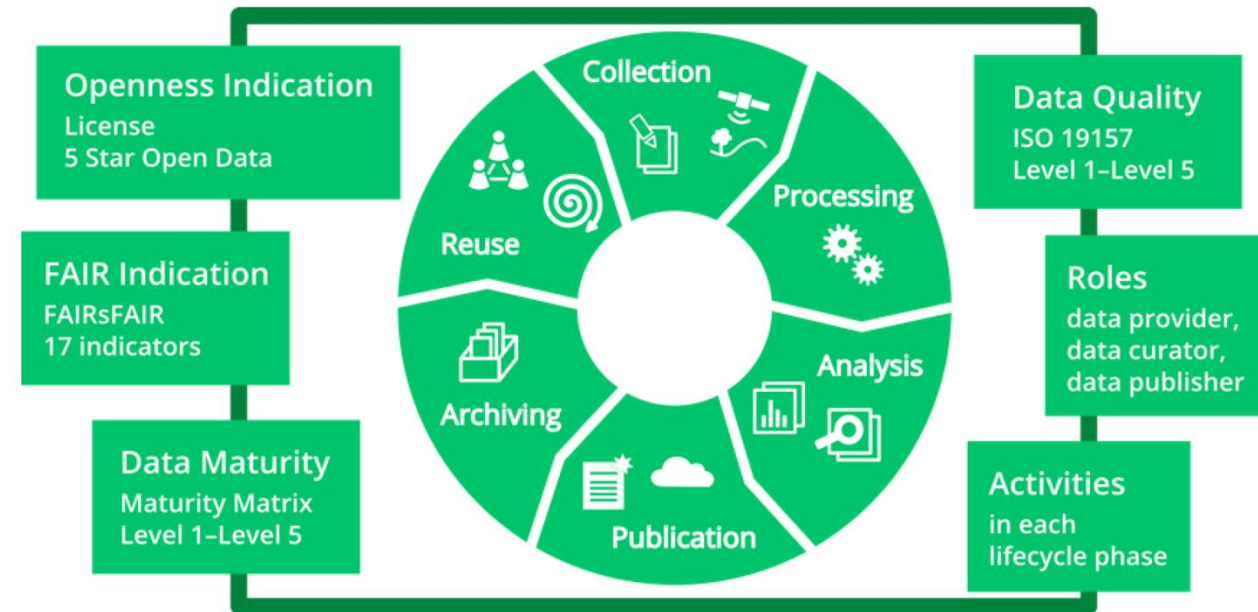 Openness Indication
License
5 Star Open Data
FAIR Indication
FAIRsFAIR
17 indicators
Data Maturity
Maturity Matrix
Level 1–Level 5
Collection
Processing
Analysis
Publication
Archiving
Reuse
Data Quality
ISO 19157
Level 1–Level 5
Roles
data provider,
data curator,
data publisher
Activities
in each
lifecycle phase